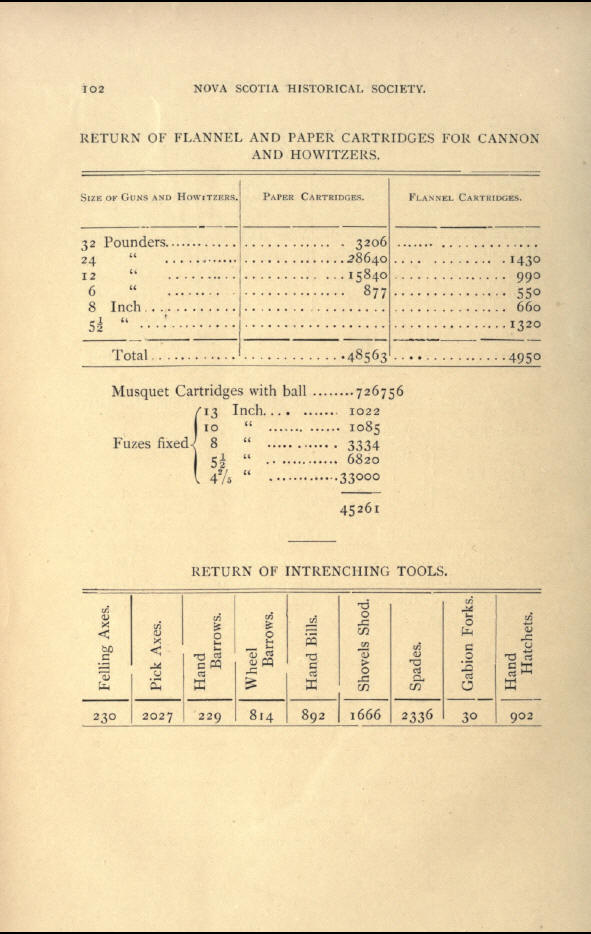 102 NOVA SCOTIA HISTORICAL SOCIETY.
RETURN OF FLANNEL AND PAPER CARTRIDGES FOR CANNON
AND HOWITZERS.
SIZE OF GUNS AND HOWITZERS. PAPER CARTRIDGES. FLANNEL CARTRIDGES.
32 Pounders............ ............ . 3206 ....... ..............
24 “ ........... ..............28640 .... ............1430
12 “ .......... ............ ...15840 ................ 990
6 “ .......... ............... 877 ................ 550
8 Inch............. .................... ................ 660
5½ “ .............. .................... ................1320
Total............. ..............48563 ................4950
Musquet Cartridges with ball ........726756
13 Inch.... ....... 1022
10 “ ....... ...... 1085
Fuzes fixed 8 “ ..... ....... 3334
5½ “ .. .......... 6820
4²/₅ “ ............33000
45261
RETURN OF INTRENCHING TOOLS.
Felling Axes. Pick Axes. Hand Barrows. Wheel Barrows. Hand Bills. Shovels Shod. Spades. Gabion Forks. Hand Hatchets.
230 2027 229 814 892 1666 2336 30 902